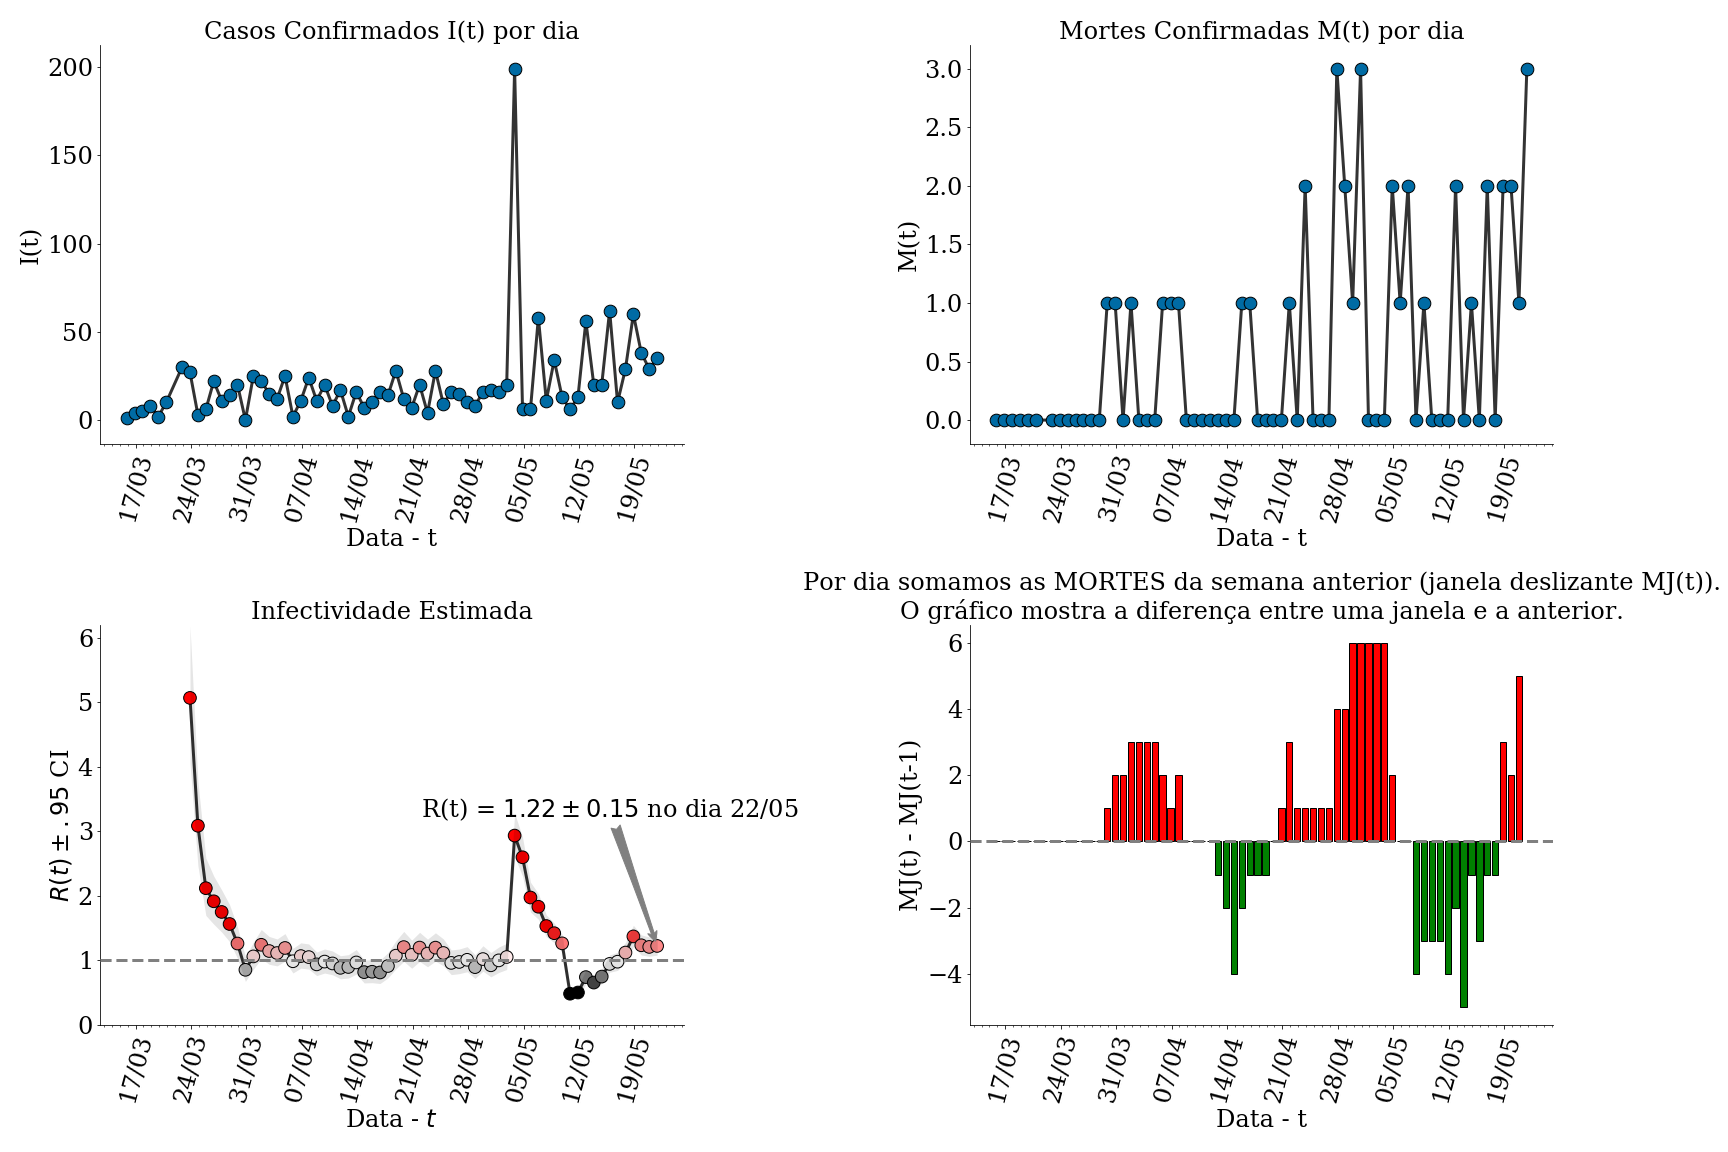 Casos Confirmados I(t) por dia
I(t)
200
150
100
50
0
17/03 24/03 31/03 07/04 14/04 21/04 28/04 05/05 12/05 19/05
Data - t
Mortes Confirmadas M(t) por dia
M(t)
3.0
2.5
2.0
1.5
1.0
0.5
0.0
17/03 24/03 31/03 07/04 14/04 21/04 28/04 05/05 12/05 19/05
Data - t
Infectividade Estimada
R(t) ± .95 CI
6
5
4
3
2
1
0
R(t) = 1.22 ± 0.15 no dia 22/05
17/03 24/03 31/03 07/04 14/04 21/04 28/04 05/05 12/05 19/05
Data - t
Por dia somamos as MORTES da semana anterior (janela deslizante MJ(t)).
O gráfico mostra a diferença entre uma janela e a anterior.
MJ(t) - MJ(t-1)
6
4
2
0
−2
−4
17/03 24/03 31/03 07/04 14/04 21/04 28/04 05/05 12/05 19/05
Data - t